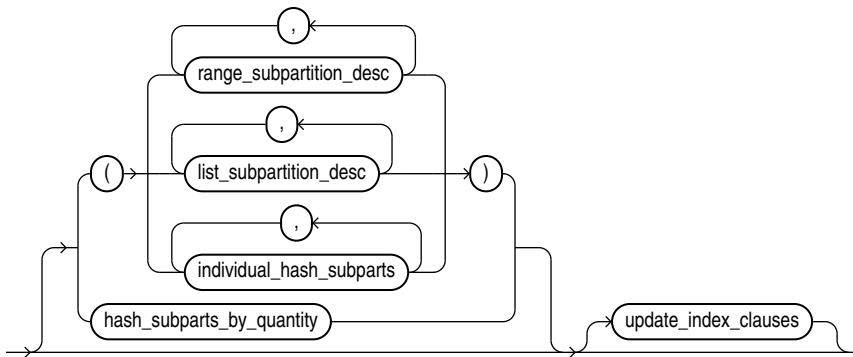 ,
range_subpartition_desc
,
( list_subpartition_desc )
,
individual_hash_subparts
hash_subparts_by_quantity update_index_clauses